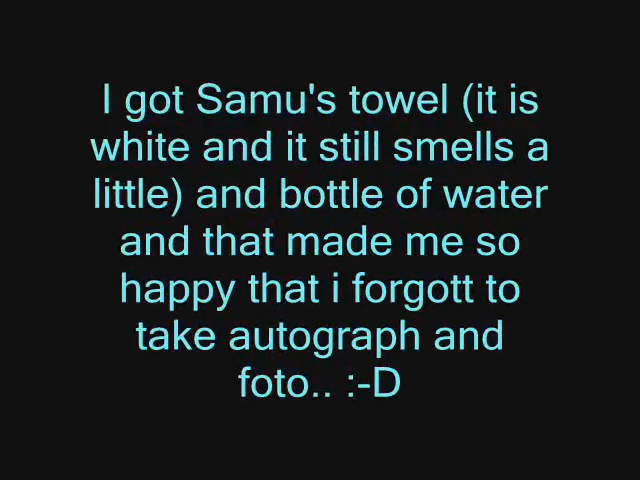 I got Samu's towel (it is
white and it still smells a
little) and bottle of water
and that made me so
happy that i forgott to
take autograph and
foto.. :-D